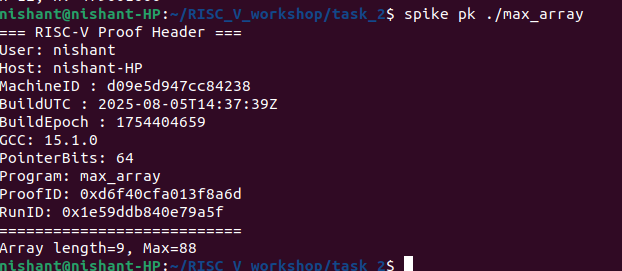 nishant@nishant-HP:~/RISC_V_workshop/task_2$ spike pk ./max_array
=== RISC-V Proof Header ===
User: nishant
Host: nishant-HP
MachineID : d09e5d947cc84238
BuildUTC : 2025-08-05T14:37:39Z
BuildEpoch : 1754404659
GCC: 15.1.0
PointerBits: 64
Program: max_array
ProofID: 0xd6f40cfa013f8a6d
RunID: 0x1e59ddb840e79a5f
===========================
Array length=9, Max=88
nishant@nishant-HP:~/RISC_V_workshop/task_2$